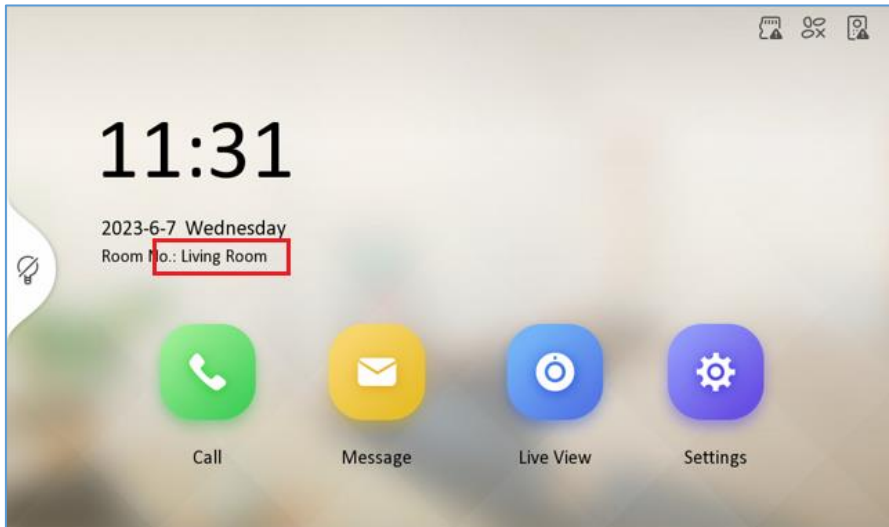 11:31
2023-6-7 Wednesday
Room No.: Living Room
Call
Message
Live View
Settings